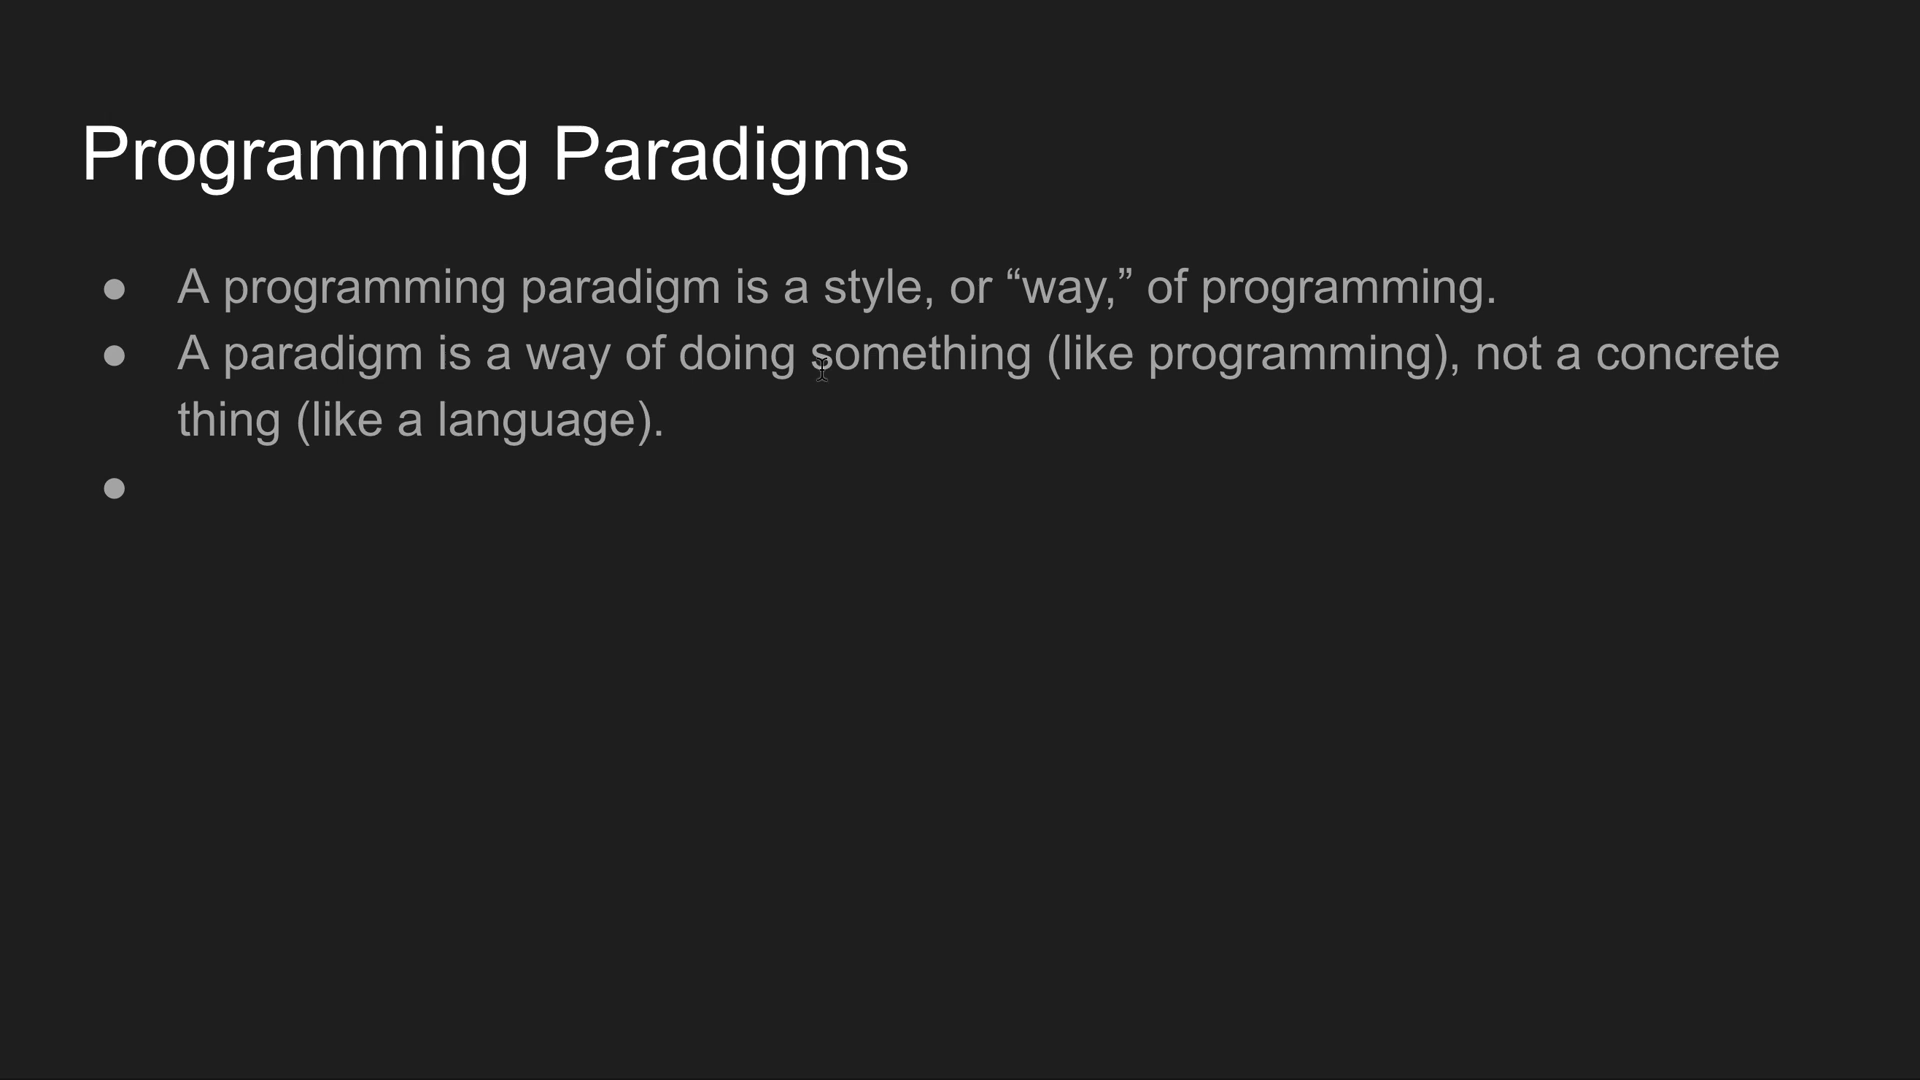 Programming Paradigms
● A programming paradigm is a style, or “way,” of programming.
● A paradigm is a way of doing something (like programming), not a concrete
thing (like a language).
●